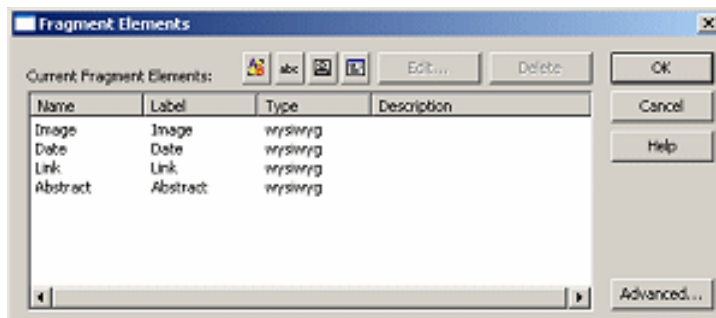 Fragment Elements
Current Fragment Elements: abc Edit... Delete OK
Name Label Type Description Cancel
Image Image wysiwyg
Date Date wysiwyg Help
Link Link wysiwyg
Abstract Abstract wysiwyg
Advanced...